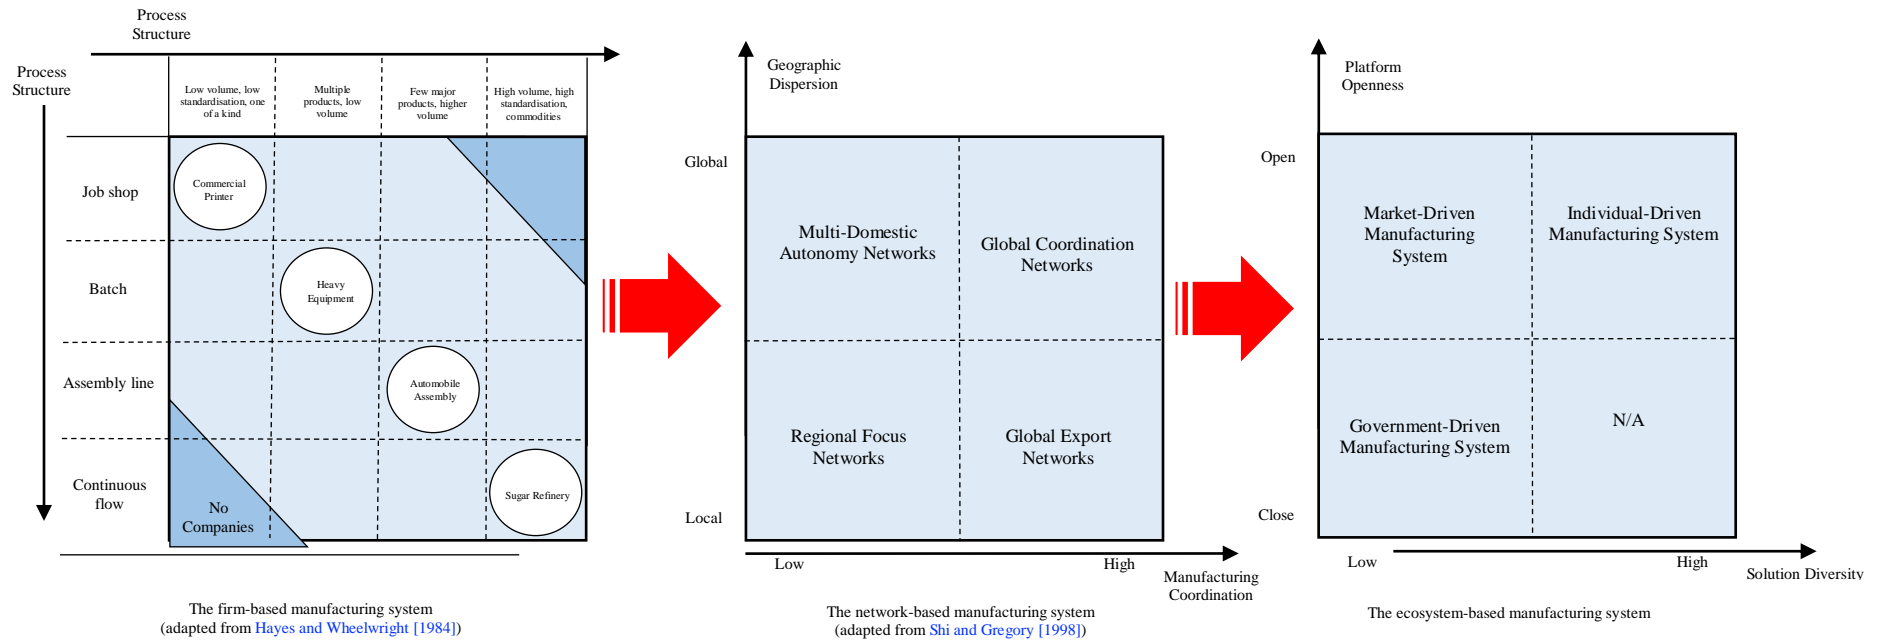 Process
Structure
Process
Structure
Low volume, low
standardisation, one
of a kind
Multiple
products, low
volume
Few major
products, higher
volume
High volume, high
standardisation,
commodities
Job shop
Batch
Assembly line
Continuous
flow
Commercial
Printer
Heavy
Equipment
Automobile
Assembly
Sugar Refinery
No
Companies
The firm-based manufacturing system
(adapted from Hayes and Wheelwright [1984])
Geographic
Dispersion
Global
Local
Multi-Domestic
Autonomy Networks
Global Coordination
Networks
Regional Focus
Networks
Global Export
Networks
Low
High
Manufacturing
Coordination
The network-based manufacturing system
(adapted from Shi and Gregory [1998])
Platform
Openness
Open
Close
Market-Driven
Manufacturing
System
Individual-Driven
Manufacturing System
Government-Driven
Manufacturing System
N/A
Low
High
Solution Diversity
The ecosystem-based manufacturing system